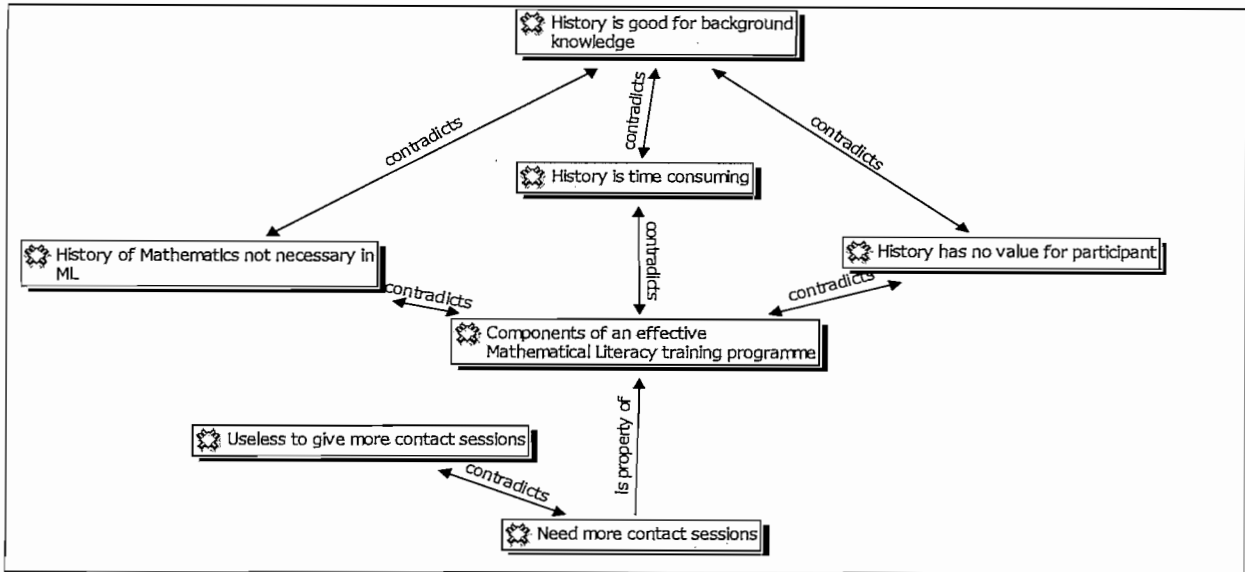 History is good for background
knowledge
contradicts
contradicts
contradicts
History is time consuming
History of Mathematics not necessary in
ML
contradicts
History has no value for participant
contradicts
contradicts
Components of an effective
Mathematical Literacy training programme
is property of
Useless to give more contact sessions
contradicts
Need more contact sessions